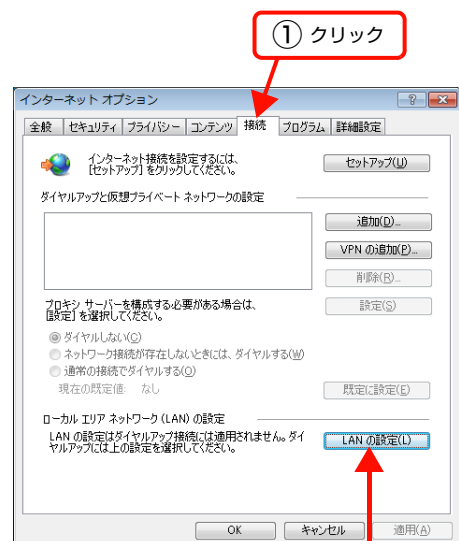 ① クリック
インターネット オプション
全般 セキュリティ プライバシー コンテンツ 接続 プログラム 詳細設定
インターネット接続を設定するには、
[セットアップ] をクリックしてください。
セットアップ(U)
ダイヤルアップと仮想プライベート ネットワークの設定
追加(D)...
VPN の追加(P)...
削除(R)...
プロキシ サーバーを構成する必要がある場合は、
[設定] を選択してください。
設定(S)
ダイヤルしない(C)
ネットワーク接続が存在しないときには、ダイヤルする(W)
通常の接続でダイヤルする(O)
現在の既定値: なし
既定に設定(E)
ローカル エリア ネットワーク (LAN) の設定
LAN の設定はダイヤルアップ接続には適用されません。ダイ
ヤルアップには上の設定を選択してください。
LAN の設定(L)
OK キャンセル 適用(A)